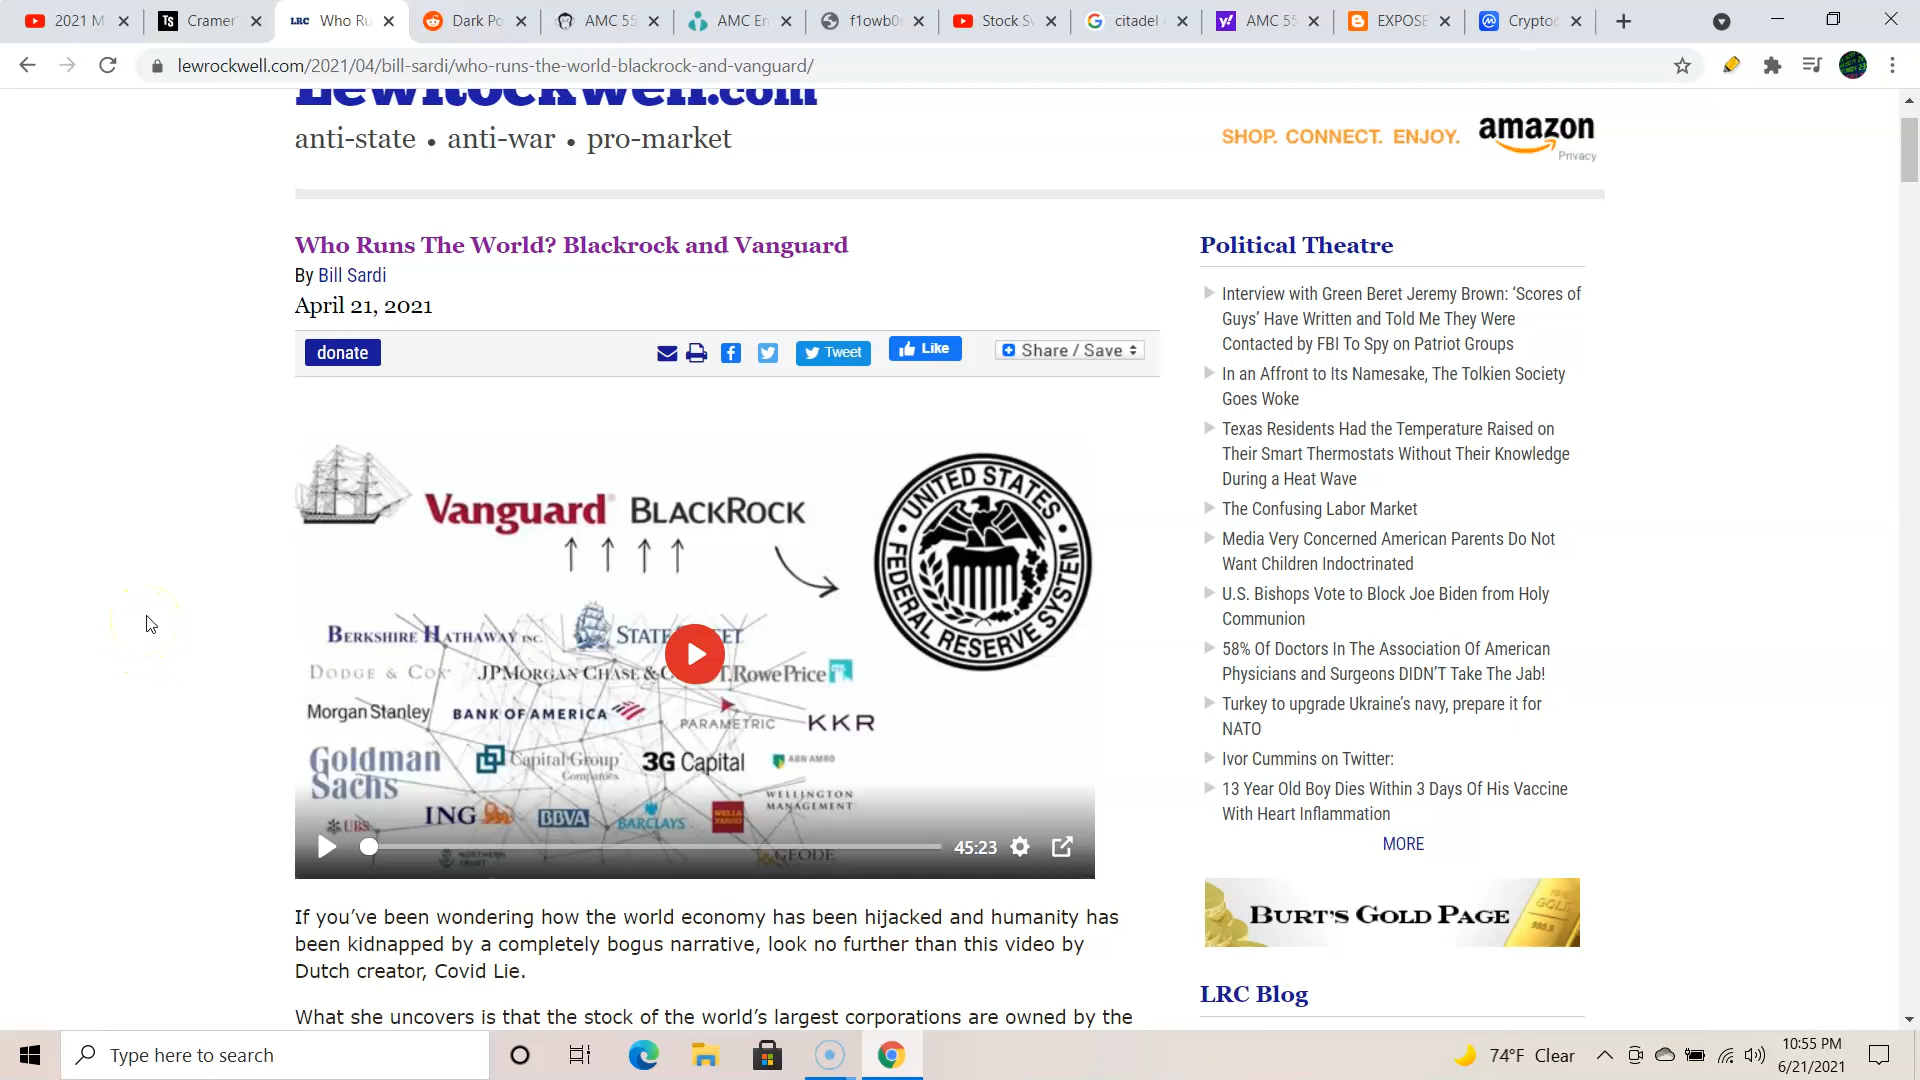 2021 M
Cramer'
LRC Who Ru
Dark Po
AMC 55
AMC En
f1owb0
Stock S
citadel
AMC 55
EXPOSE
Crypto
lewrockwell.com/2021/04/bill-sardi/who-runs-the-world-blackrock-and-vanguard/
LewRockwell.com
anti-state • anti-war • pro-market
SHOP. CONNECT. ENJOY. amazon
Privacy
Who Runs The World? Blackrock and Vanguard
By Bill Sardi
April 21, 2021
donate
Tweet
Like
Share / Save
Vanguard BLACKROCK
UNITED STATES
FEDERAL RESERVE SYSTEM
BERKSHIRE HATHAWAY INC.
DODGE & COX
JPMORGAN CHASE & C
T.RowePrice
Morgan Stanley
BANK OF AMERICA
PARAMETRIC
KKR
Goldman
Sachs
Capital Group
Companies
3G Capital
ABN·AMRO
WELLINGTON
MANAGEMENT
UBS
ING
BBVA
BARCLAYS
WELLS
FARGO
NORTHERN
TRUST
GEODE
45:23
If you've been wondering how the world economy has been hijacked and humanity has
been kidnapped by a completely bogus narrative, look no further than this video by
Dutch creator, Covid Lie.
What she uncovers is that the stock of the world's largest corporations are owned by the
Political Theatre
Interview with Green Beret Jeremy Brown: ‘Scores of
Guys’ Have Written and Told Me They Were
Contacted by FBI To Spy on Patriot Groups
In an Affront to Its Namesake, The Tolkien Society
Goes Woke
Texas Residents Had the Temperature Raised on
Their Smart Thermostats Without Their Knowledge
During a Heat Wave
The Confusing Labor Market
Media Very Concerned American Parents Do Not
Want Children Indoctrinated
U.S. Bishops Vote to Block Joe Biden from Holy
Communion
58% Of Doctors In The Association Of American
Physicians and Surgeons DIDN'T Take The Jab!
Turkey to upgrade Ukraine's navy, prepare it for
NATO
Ivor Cummins on Twitter:
13 Year Old Boy Dies Within 3 Days Of His Vaccine
With Heart Inflammation
MORE
BURT'S GOLD PAGE
LRC Blog
Type here to search
74°F Clear
10:55 PM
6/21/2021